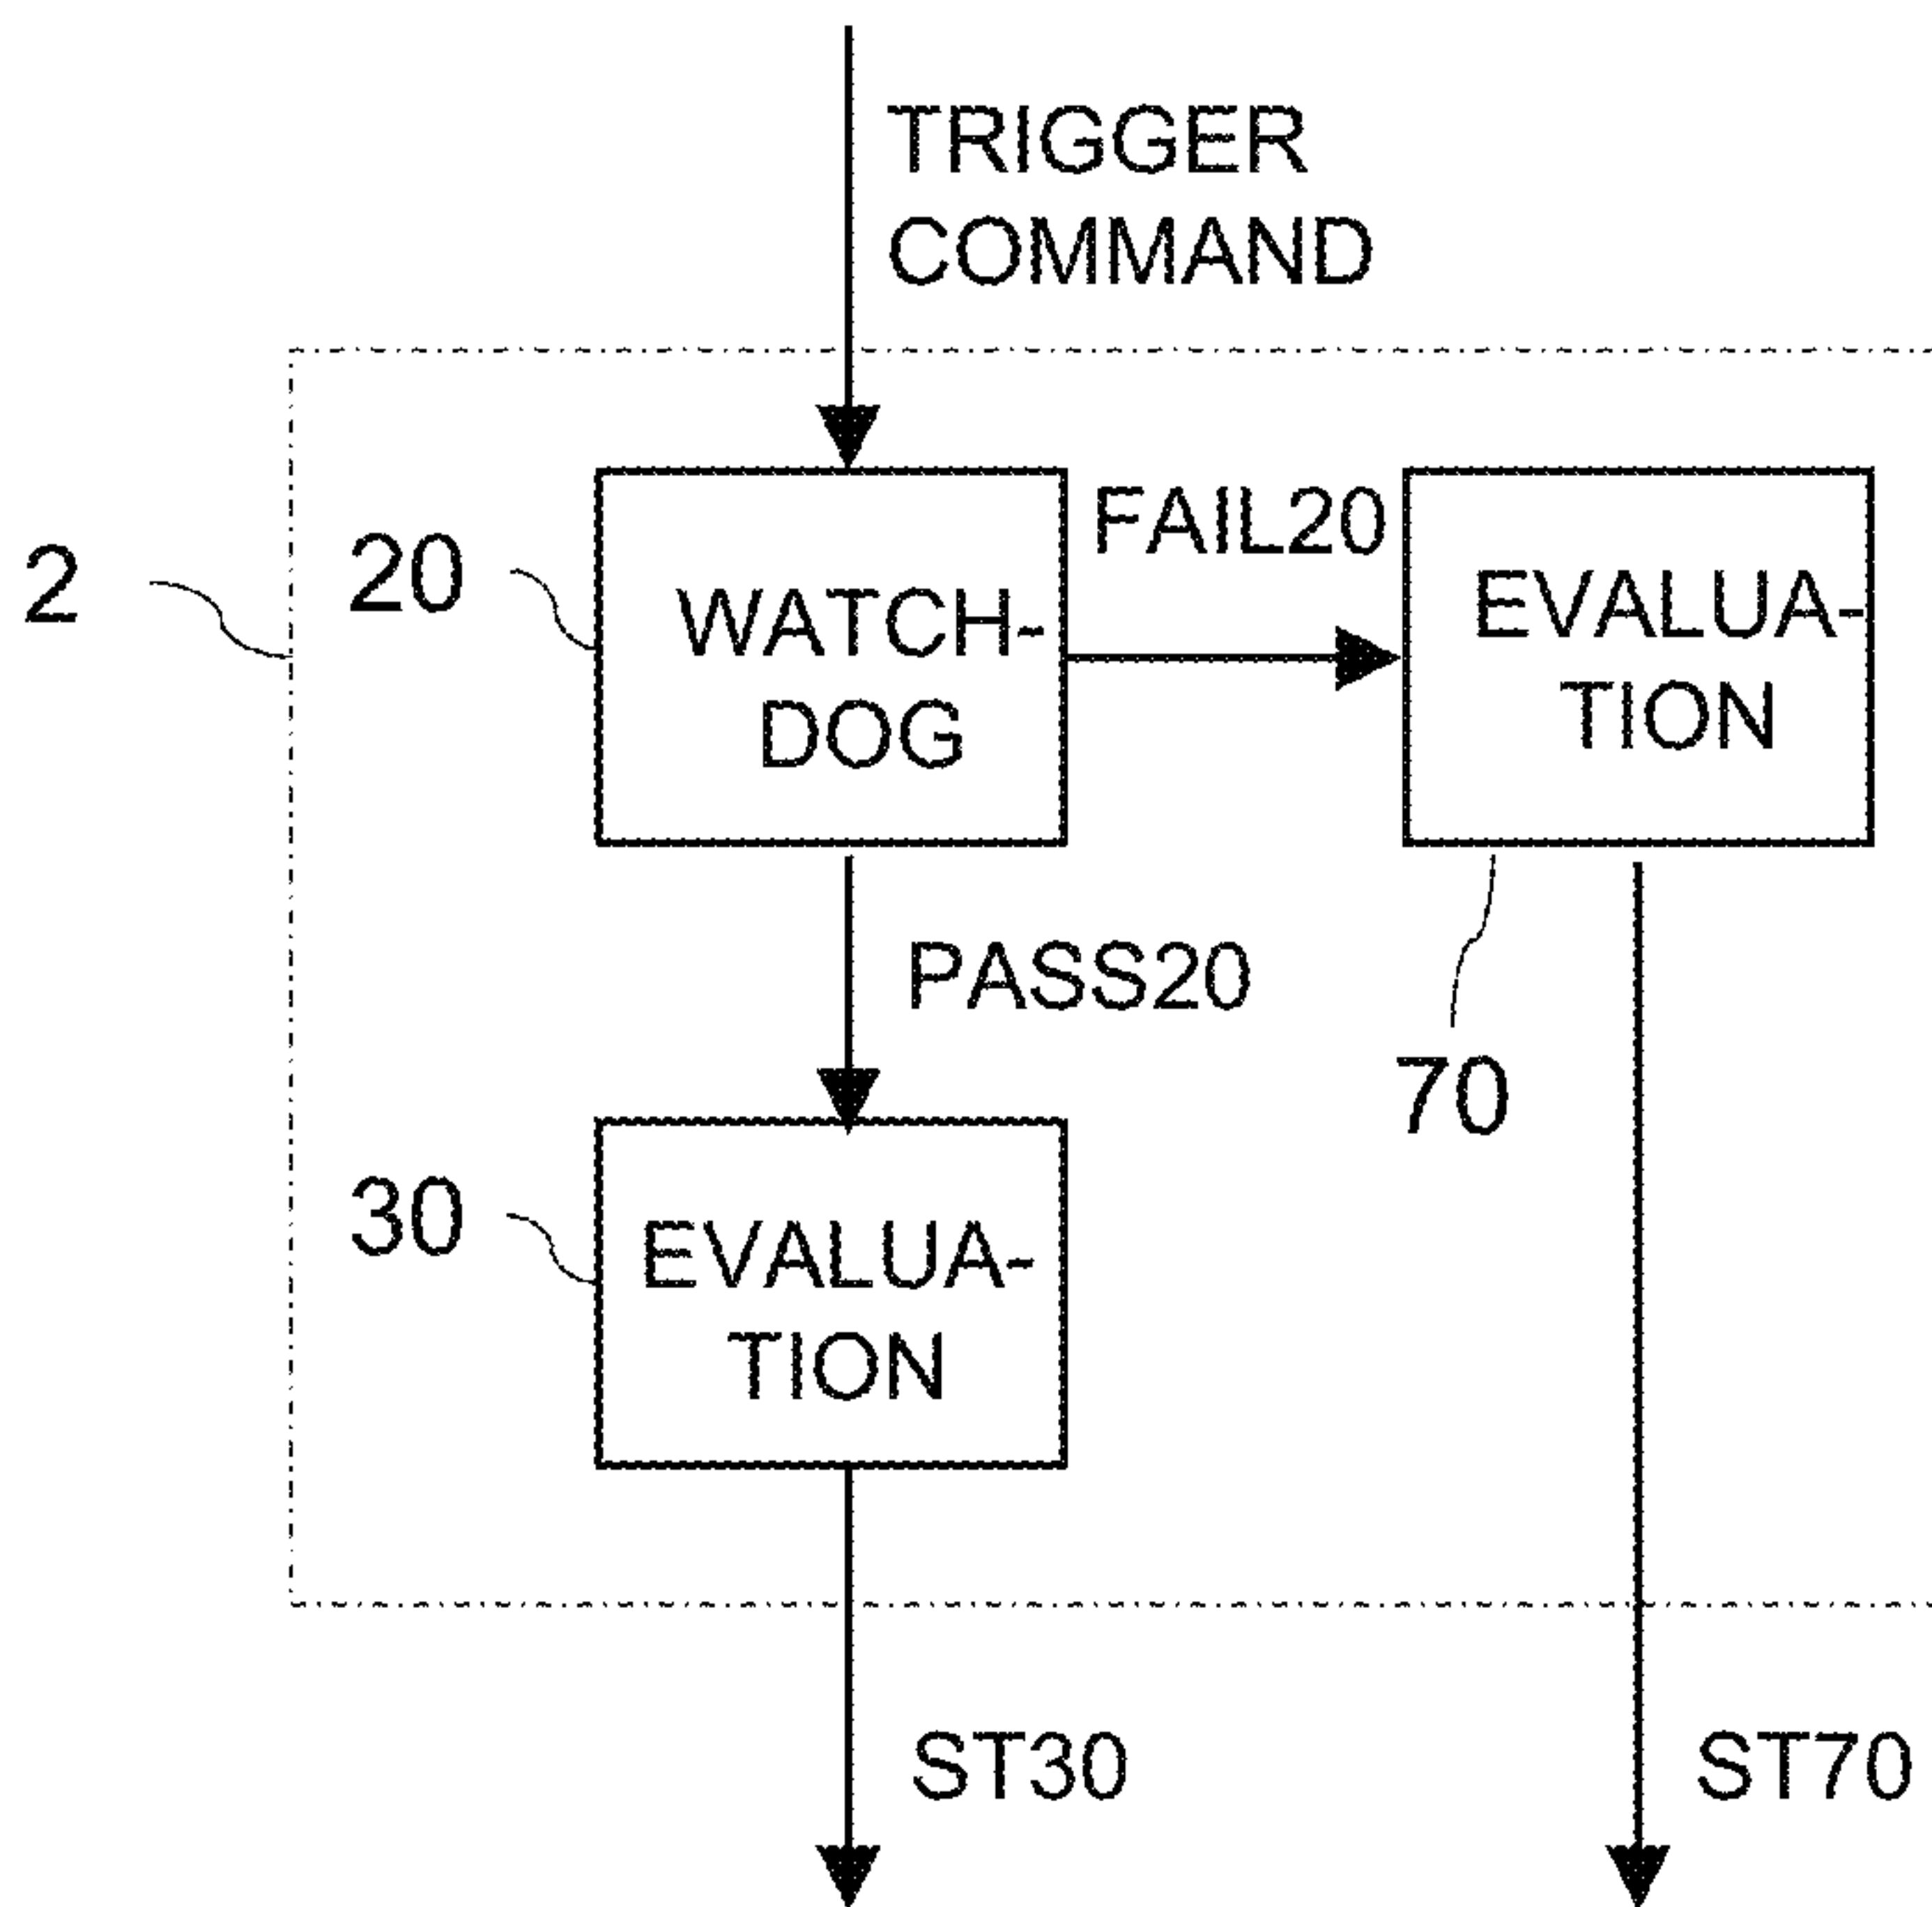 TRIGGER
COMMAND
2
20
WATCH-
DOG
FAIL20
EVALUA-
TION
PASS20
70
30
EVALUA-
TION
ST30
ST70